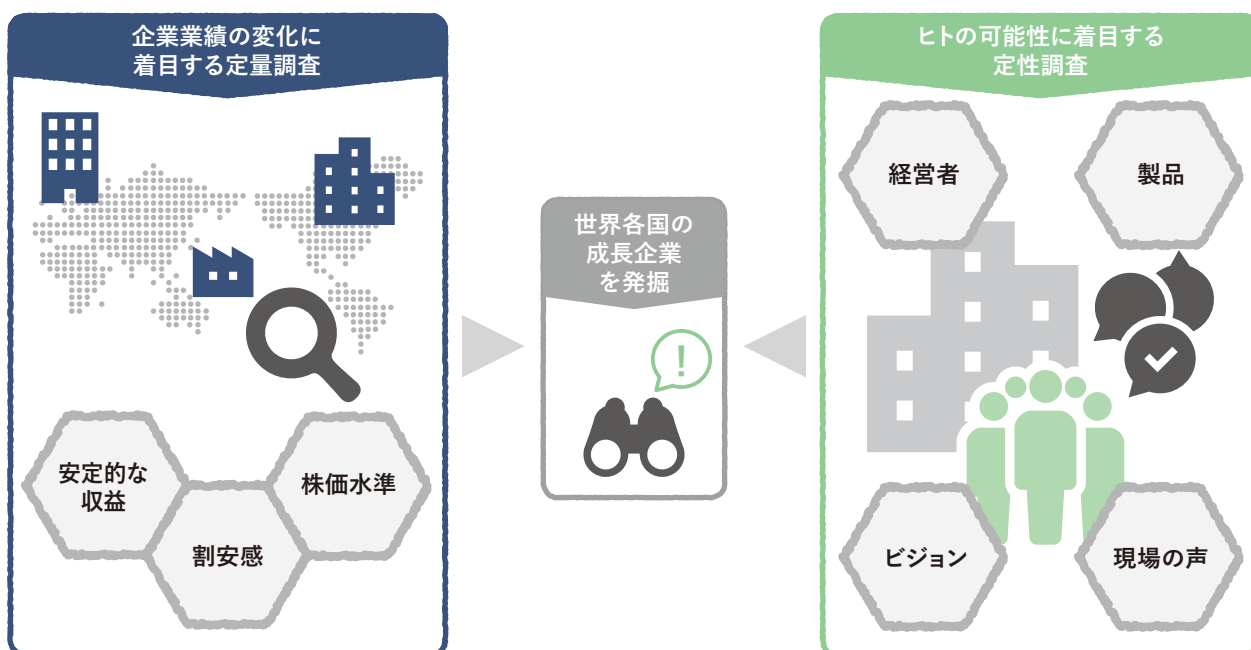 企業業績の変化に
着目する定量調査
安定的な
収益
割安感
株価水準
世界各国の
成長企業
を発掘
!
ヒトの可能性に着目する
定性調査
経営者
製品
ビジョン
現場の声